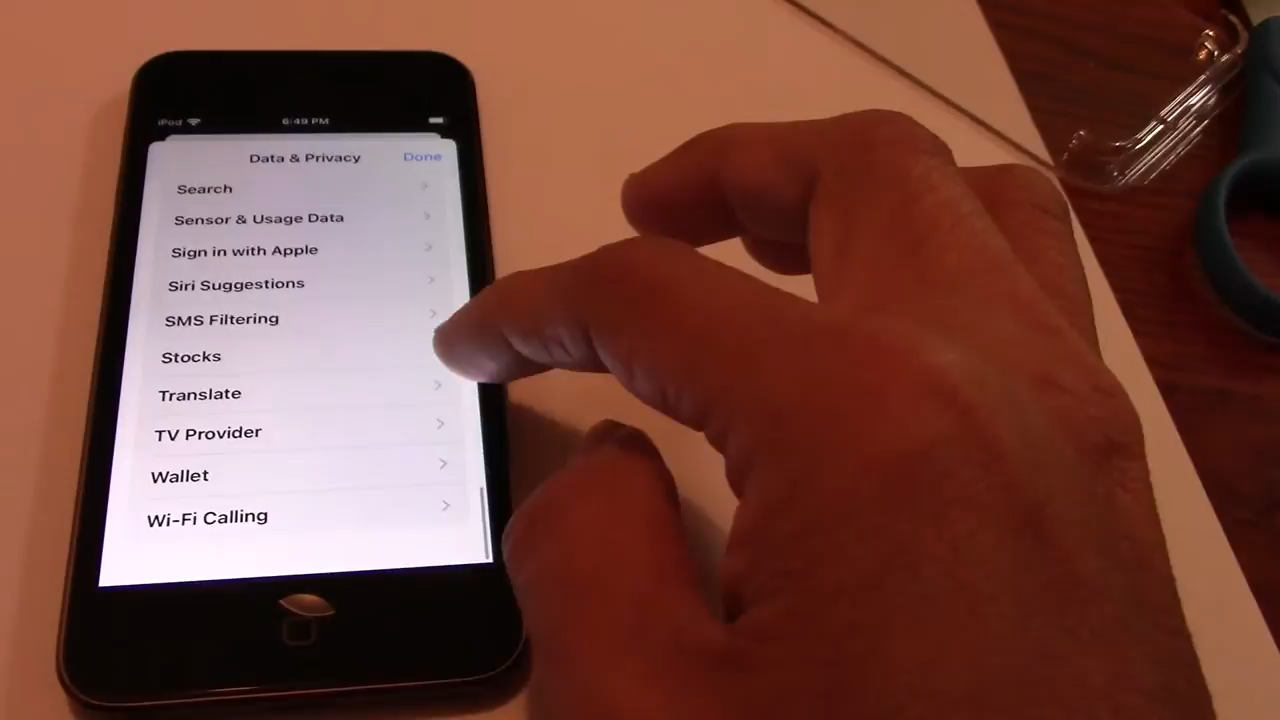 iPod 6:49 PM
Data & Privacy Done
Search
Sensor & Usage Data
Sign in with Apple
Siri Suggestions
SMS Filtering
Stocks
Translate
TV Provider
Wallet
Wi-Fi Calling